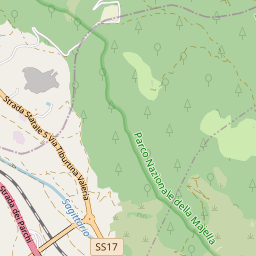 Strada Statale 5 Via Tiburtina Valeria
Parco Nazionale della Majella
Sagittario
Strada dei Parchi
SS17